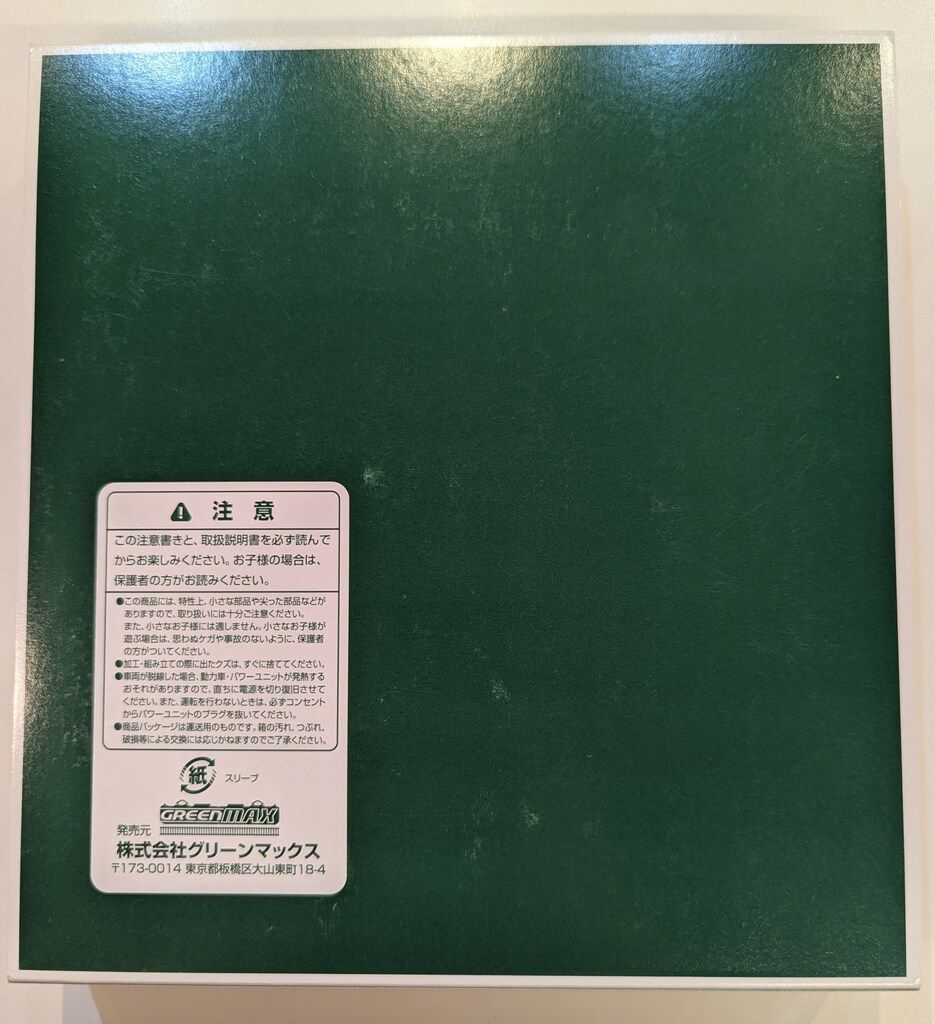 注意
この注意書きと、取扱説明書を必ず読んで
からお楽しみください。お子様の場合は、
保護者の方がお読みください。
●この商品には、特性上、小さな部品や尖った部品などが
ありますので、取り扱いには十分ご注意ください。
また、小さなお子様には適しません。小さなお子様が
遊ぶ場合は、思わぬケガや事故のないように、保護者
の方がついてください。
●加工・組み立ての際に出たクズは、すぐに捨ててください。
●車両が脱線した場合、動力車・パワーユニットが発熱する
おそれがありますので、直ちに電源を切り復旧させて
ください。また、運転を行わないときは、必ずコンセント
からパワーユニットのプラグを抜いてください。
●商品パッケージは運送用のものです。箱の汚れ、つぶれ、
破損等による交換には応じかねますのでご了承ください。
紙 スリーブ
GREENMAX
発売元
株式会社グリーンマックス
〒173-0014 東京都板橋区大山東町18-4